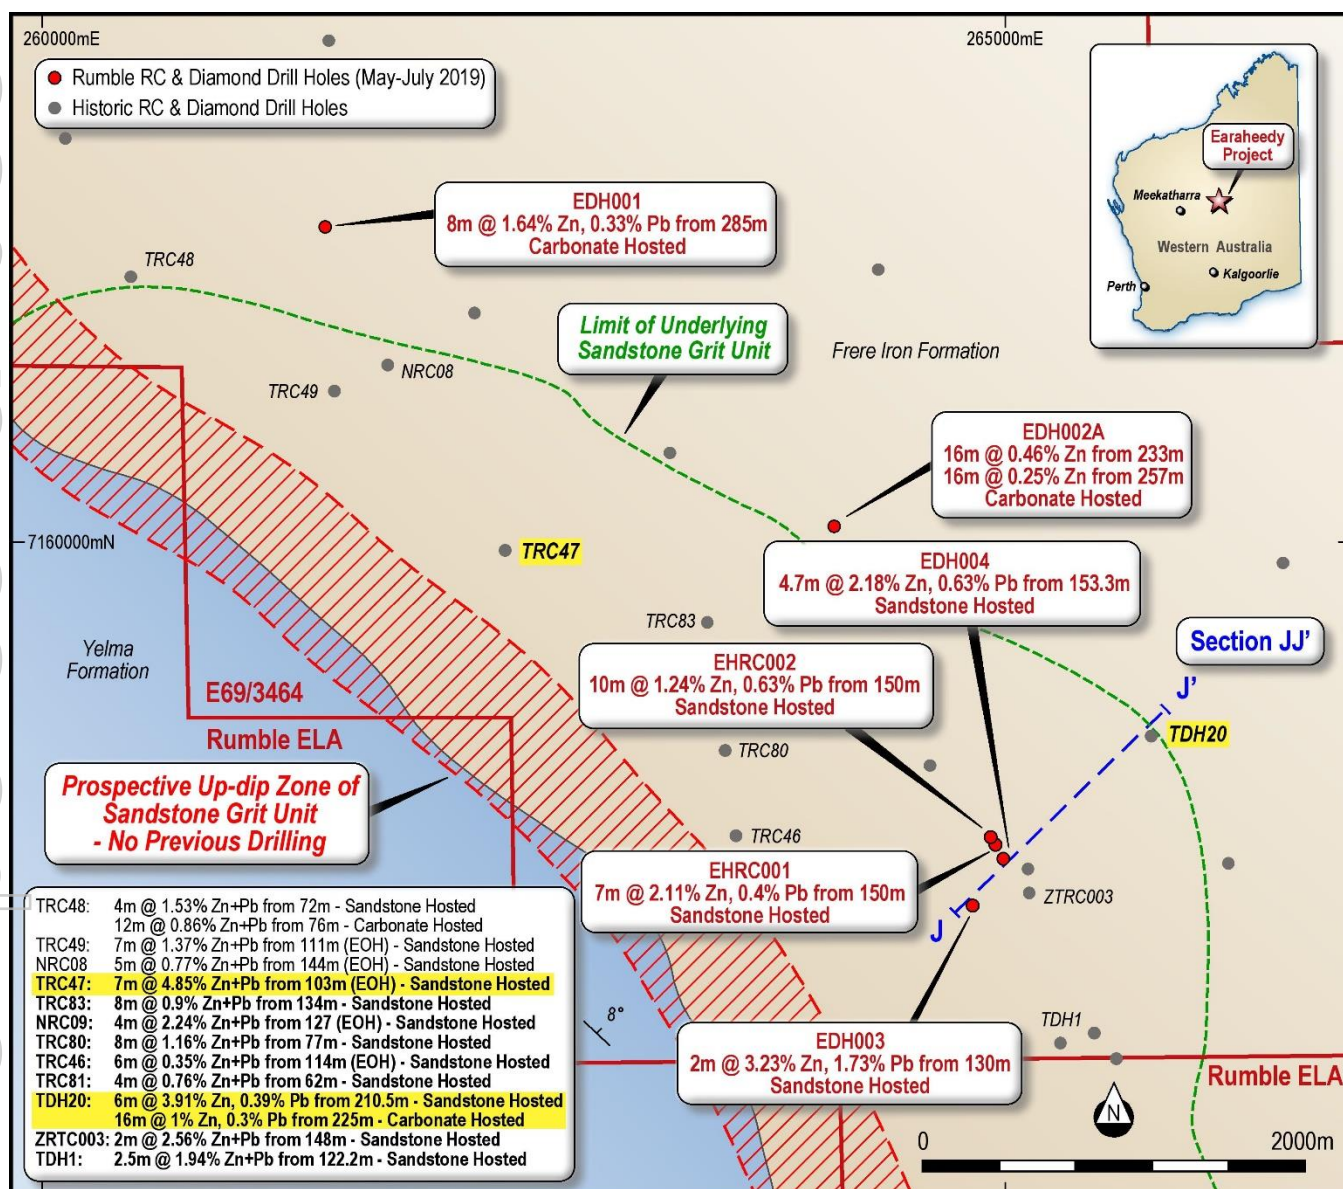 260000mE
265000mE
Rumble RC & Diamond Drill Holes (May-July 2019)
Historic RC & Diamond Drill Holes
Earaheedy
Project
Meekatharra
Western Australia
Kalgoorlie
Perth
EDH001
8m @ 1.64% Zn, 0.33% Pb from 285m
Carbonate Hosted
TRC48
Limit of Underlying
Sandstone Grit Unit
Frere Iron Formation
NRC08
TRC49
EDH002A
16m @ 0.46% Zn from 233m
16m @ 0.25% Zn from 257m
Carbonate Hosted
7160000mN
TRC47
EDH004
4.7m @ 2.18% Zn, 0.63% Pb from 153.3m
Sandstone Hosted
TRC83
Yelma
Formation
Section JJ'
EHRC002
10m @ 1.24% Zn, 0.63% Pb from 150m
Sandstone Hosted
J'
E69/3464
Rumble ELA
TDH20
TRC80
Prospective Up-dip Zone of
Sandstone Grit Unit
- No Previous Drilling
TRC46
EHRC001
7m @ 2.11% Zn, 0.4% Pb from 150m
Sandstone Hosted
ZTRC003
J
TRC48: 4m @ 1.53% Zn+Pb from 72m - Sandstone Hosted
12m @ 0.86% Zn+Pb from 76m - Carbonate Hosted
TRC49: 7m @ 1.37% Zn+Pb from 111m (EOH) - Sandstone Hosted
NRC08 5m @ 0.77% Zn+Pb from 144m (EOH) - Sandstone Hosted
TRC47: 7m @ 4.85% Zn+Pb from 103m (EOH) - Sandstone Hosted
TRC83: 8m @ 0.9% Zn+Pb from 134m - Sandstone Hosted
NRC09: 4m @ 2.24% Zn+Pb from 127 (EOH) - Sandstone Hosted
TRC80: 8m @ 1.16% Zn+Pb from 77m - Sandstone Hosted
TRC46: 6m @ 0.35% Zn+Pb from 114m (EOH) - Sandstone Hosted
TRC81: 4m @ 0.76% Zn+Pb from 62m - Sandstone Hosted
TDH20: 6m @ 3.91% Zn, 0.39% Pb from 210.5m - Sandstone Hosted
16m @ 1% Zn, 0.3% Pb from 225m - Carbonate Hosted
ZRTC003: 2m @ 2.56% Zn+Pb from 148m - Sandstone Hosted
TDH1: 2.5m @ 1.94% Zn+Pb from 122.2m - Sandstone Hosted
8°
TDH1
EDH003
2m @ 3.23% Zn, 1.73% Pb from 130m
Sandstone Hosted
Rumble ELA
N
0
2000m